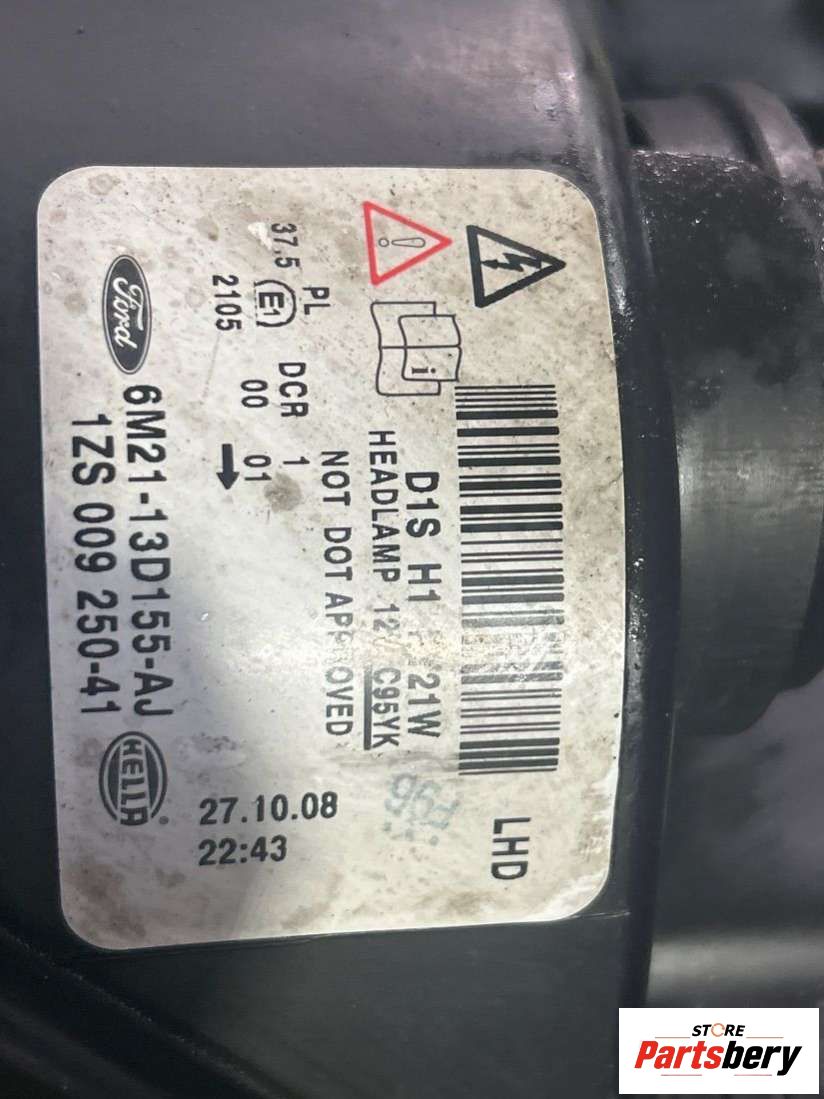 LHD
D1S H1 21W
HEADLAMP 12V C95YK
NOT DOT APPROVED
PL DCR 1
37,5 E1 00 01
2105
27.10.08
22:43
Ford 6M21-13D155-AJ
1ZS 009 250-41
HELLA
STORE
Partsbery